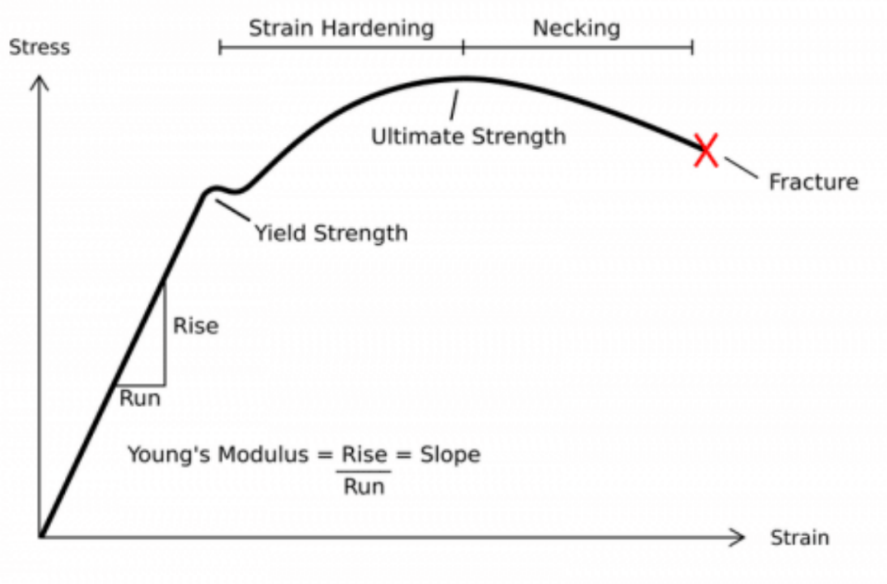 Strain Hardening
Necking
Stress
Ultimate Strength
Fracture
Yield Strength
Rise
Run
Young's Modulus = Rise = Slope
Run
Strain